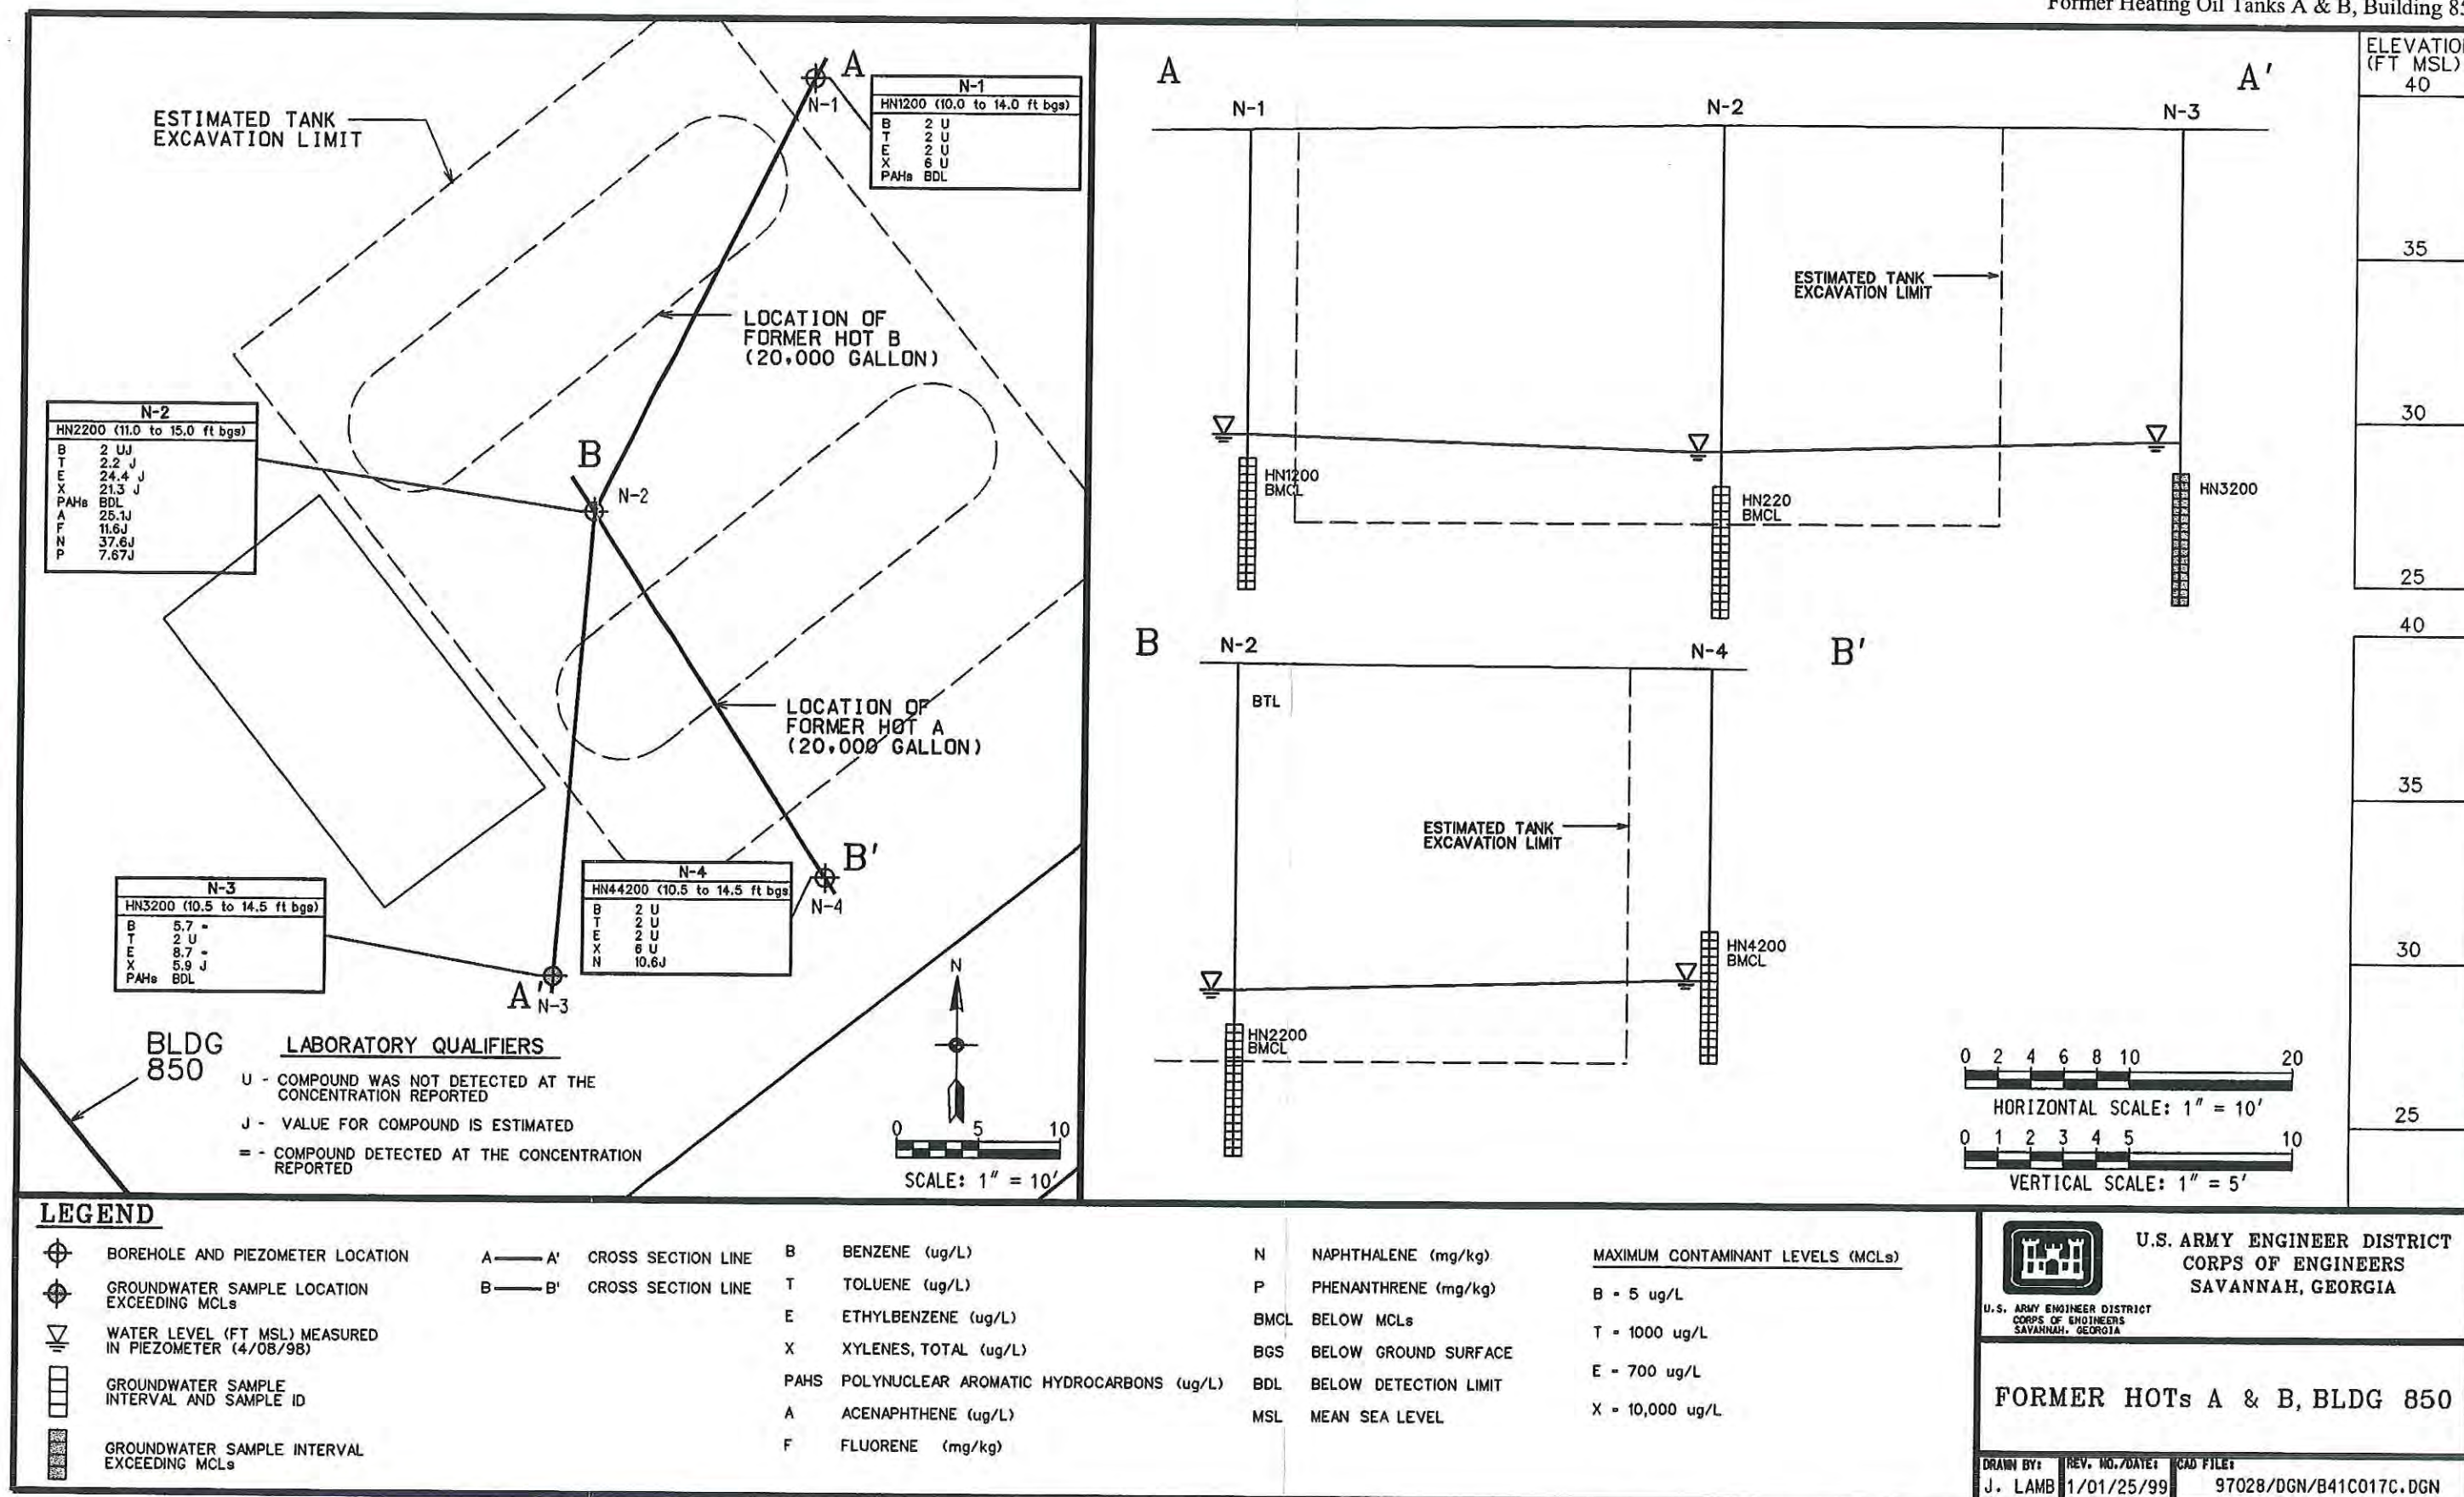 Former Heating Oil Tanks A & B, Building 85
A
N-1
ESTIMATED TANK
EXCAVATION LIMIT
N-1
HN1200 (10.0 to 14.0 ft bgs)
B 2 U
T 2 U
E 2 U
X 6 U
PAHs BDL
LOCATION OF
FORMER HOT B
(20,000 GALLON)
N-2
HN2200 (11.0 to 15.0 ft bgs)
B 2 UJ
T 2.2 J
E 24.4 J
X 21.3 J
PAHs BDL
A 25.1J
F 11.6J
N 37.6J
P 7.67J
B
N-2
LOCATION OF
FORMER HOT A
(20,000 GALLON)
N-3
HN3200 (10.5 to 14.5 ft bgs)
B 5.7 =
T 2 U
E 8.7 =
X 5.9 J
PAHs BDL
N-4
HN44200 (10.5 to 14.5 ft bgs
B 2 U
T 2 U
E 2 U
X 6 U
N 10.6J
B'
N-4
A'
N-3
BLDG
850
LABORATORY QUALIFIERS
U - COMPOUND WAS NOT DETECTED AT THE
CONCENTRATION REPORTED
J - VALUE FOR COMPOUND IS ESTIMATED
= - COMPOUND DETECTED AT THE CONCENTRATION
REPORTED
N
0 5 10
SCALE: 1" = 10'
A
A'
N-1
N-2
N-3
ESTIMATED TANK
EXCAVATION LIMIT
HN1200
BMCL
HN220
BMCL
HN3200
ELEVATIO
(FT MSL)
40
35
30
25
B
B'
N-2
N-4
BTL
ESTIMATED TANK
EXCAVATION LIMIT
HN2200
BMCL
HN4200
BMCL
40
35
30
25
0 2 4 6 8 10 20
HORIZONTAL SCALE: 1" = 10'
0 1 2 3 4 5 10
VERTICAL SCALE: 1" = 5'
LEGEND
BOREHOLE AND PIEZOMETER LOCATION
GROUNDWATER SAMPLE LOCATION
EXCEEDING MCLs
WATER LEVEL (FT MSL) MEASURED
IN PIEZOMETER (4/08/98)
GROUNDWATER SAMPLE
INTERVAL AND SAMPLE ID
GROUNDWATER SAMPLE INTERVAL
EXCEEDING MCLs
A A' CROSS SECTION LINE
B B' CROSS SECTION LINE
B BENZENE (ug/L)
T TOLUENE (ug/L)
E ETHYLBENZENE (ug/L)
X XYLENES, TOTAL (ug/L)
PAHS POLYNUCLEAR AROMATIC HYDROCARBONS (ug/L)
A ACENAPHTHENE (ug/L)
F FLUORENE (mg/kg)
N NAPHTHALENE (mg/kg)
P PHENANTHRENE (mg/kg)
BMCL BELOW MCLs
BGS BELOW GROUND SURFACE
BDL BELOW DETECTION LIMIT
MSL MEAN SEA LEVEL
MAXIMUM CONTAMINANT LEVELS (MCLs)
B = 5 ug/L
T = 1000 ug/L
E = 700 ug/L
X = 10,000 ug/L
U.S. ARMY ENGINEER DISTRICT
CORPS OF ENGINEERS
SAVANNAH, GEORGIA
U.S. ARMY ENGINEER DISTRICT
CORPS OF ENGINEERS
SAVANNAH, GEORGIA
FORMER HOTs A & B, BLDG 850
DRAWN BY: REV. NO./DATE: CAD FILE:
J. LAMB 1/01/25/99 97028/DGN/B41C017C.DGN